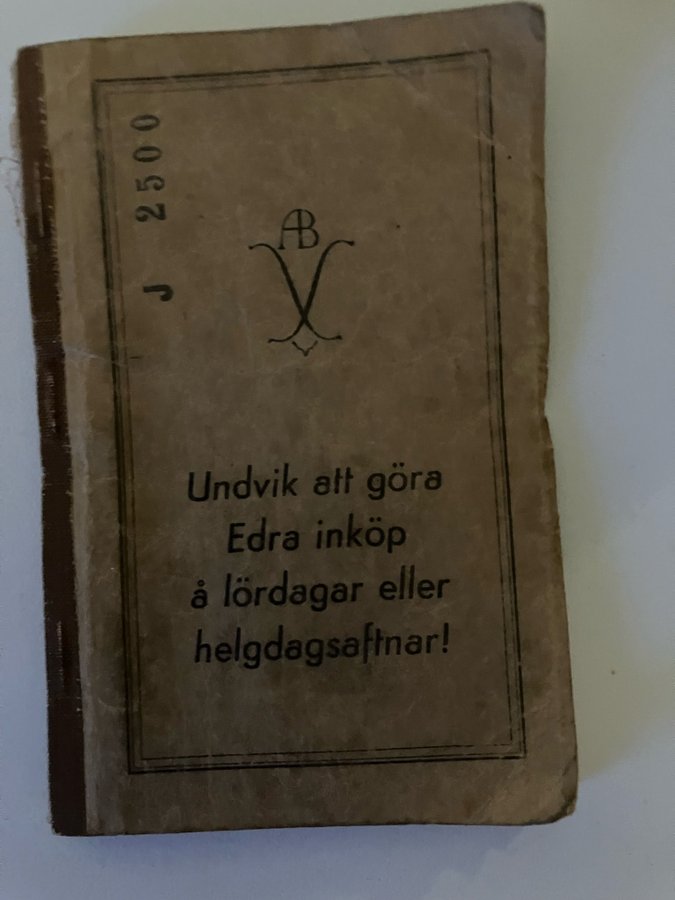 J 2500
AB
V
Undvik att göra
Edra inköp
å lördagar eller
helgdagsaftnar!